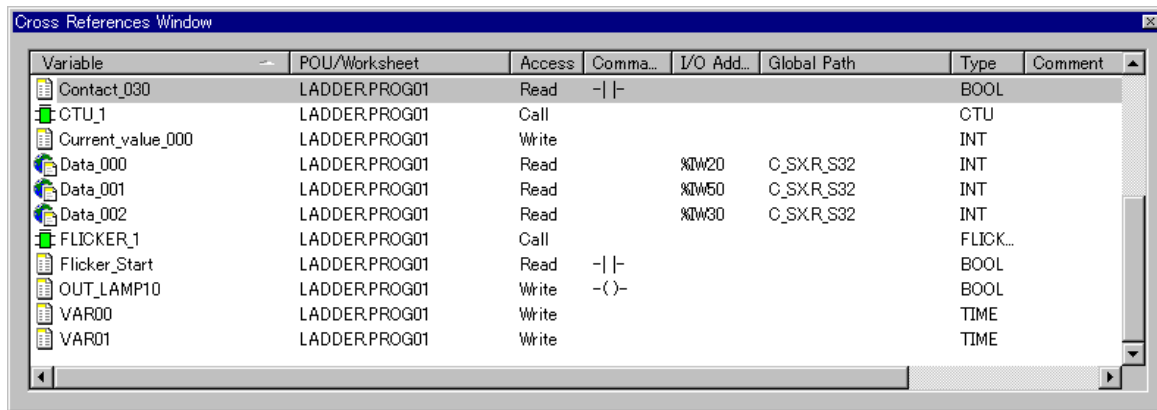 Cross References Window
Variable POU/Worksheet Access Comma... I/O Add... Global Path Type Comment
Contact_030 LADDER.PROG01 Read -| |- BOOL
CTU_1 LADDER.PROG01 Call CTU
Current_value_000 LADDER.PROG01 Write INT
Data_000 LADDER.PROG01 Read %IW20 C_SX.R_S32 INT
Data_001 LADDER.PROG01 Read %IW50 C_SX.R_S32 INT
Data_002 LADDER.PROG01 Read %IW30 C_SX.R_S32 INT
FLICKER_1 LADDER.PROG01 Call FLICK...
Flicker_Start LADDER.PROG01 Read -| |- BOOL
OUT_LAMP10 LADDER.PROG01 Write -( )- BOOL
VAR00 LADDER.PROG01 Write TIME
VAR01 LADDER.PROG01 Write TIME